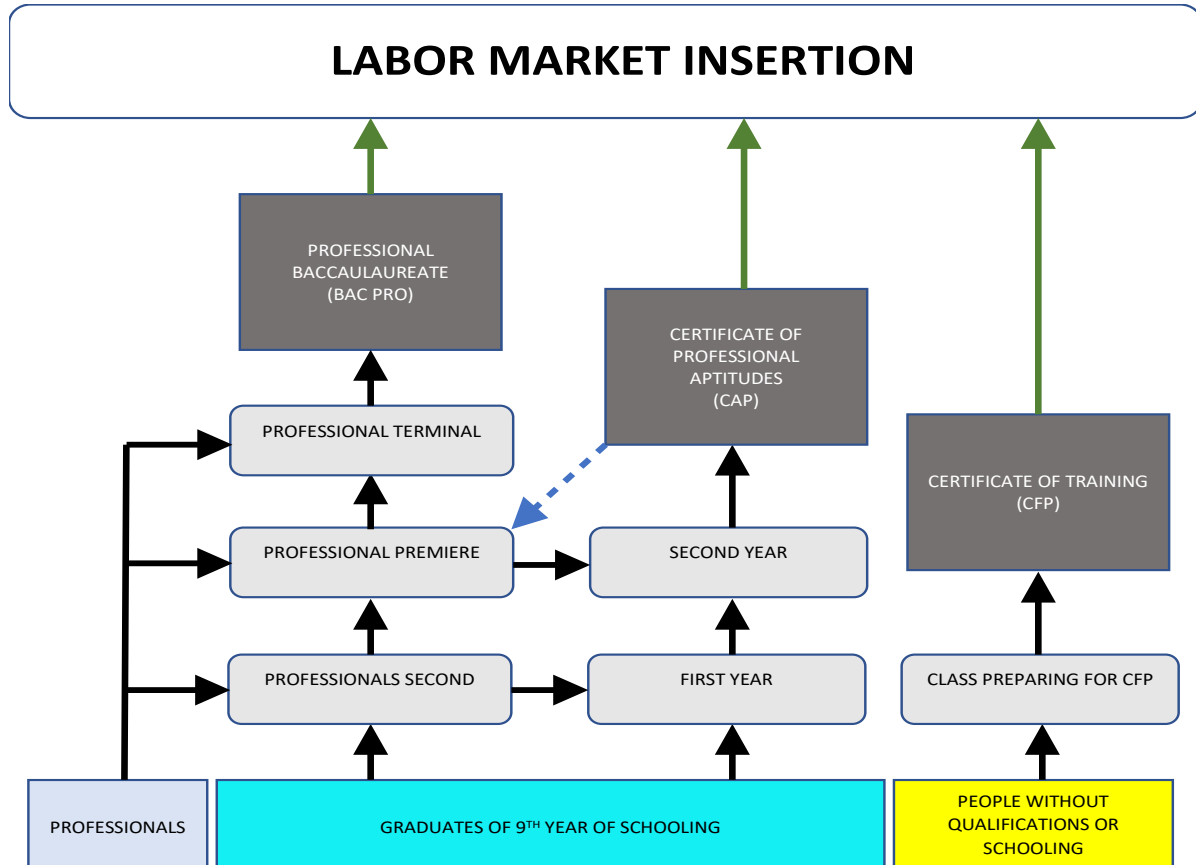 LABOR MARKET INSERTION
PROFESSIONAL
BACCAULAUREATE
(BAC PRO)
CERTIFICATE OF
PROFESSIONAL
APTITUDES
(CAP)
PROFESSIONAL TERMINAL
CERTIFICATE OF TRAINING
(CFP)
PROFESSIONAL PREMIERE
SECOND YEAR
PROFESSIONALS SECOND
FIRST YEAR
CLASS PREPARING FOR CFP
PROFESSIONALS
GRADUATES OF 9TH YEAR OF SCHOOLING
PEOPLE WITHOUT
QUALIFICATIONS OR
SCHOOLING